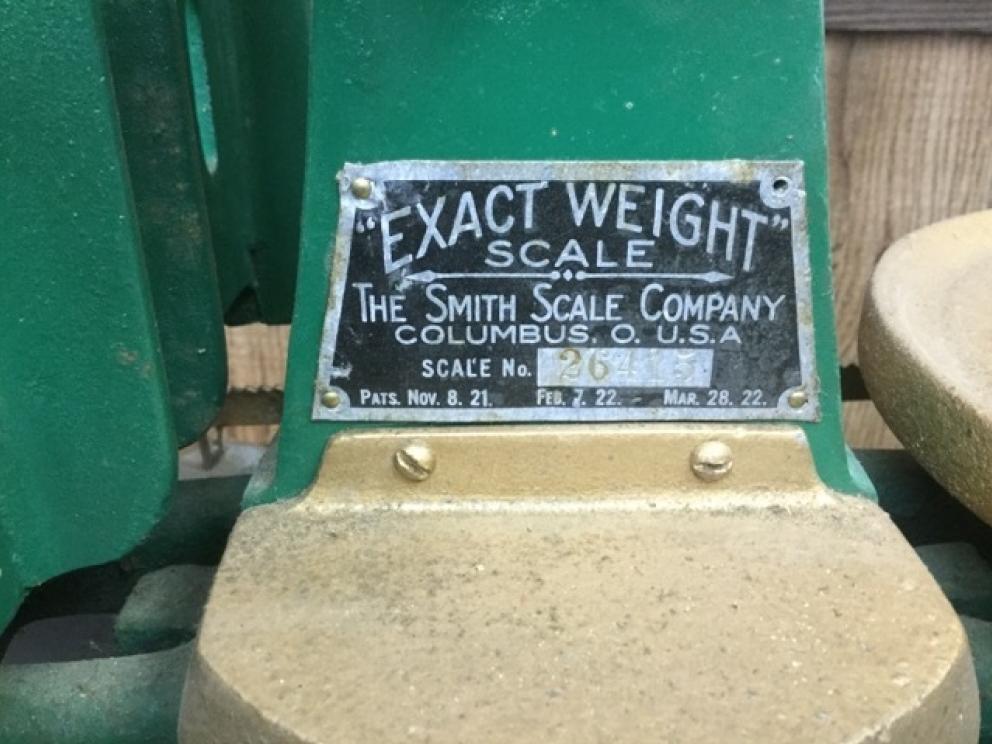 "EXACT WEIGHT"
SCALE
THE SMITH SCALE COMPANY
COLUMBUS. O. U.S.A
SCALE NO. 26415
PATS. NOV. 8. 21. FEB. 7. 22. - MAR. 28. 22.